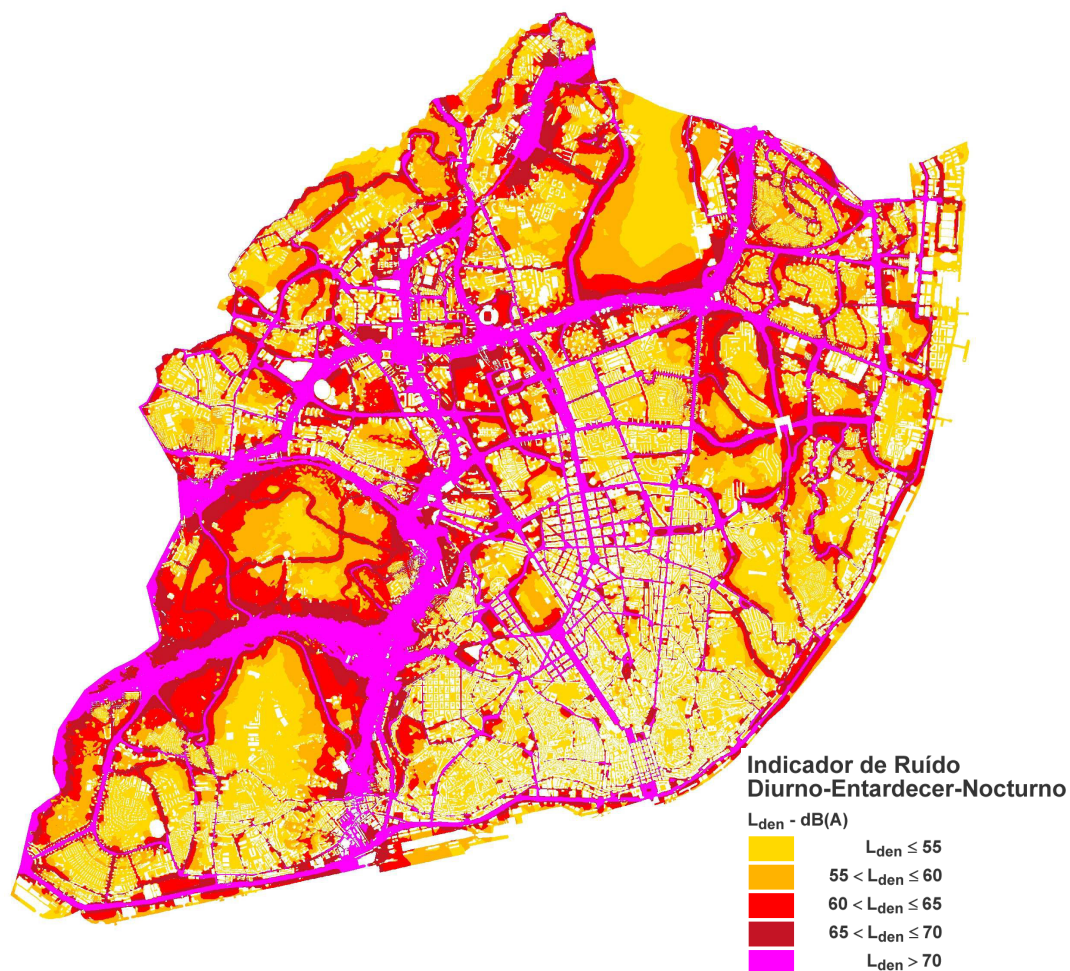 Indicador de Ruído
Diurno-Entardecer-Nocturno
Lden - dB(A)
Lden ≤ 55
55 < Lden ≤ 60
60 < Lden ≤ 65
65 < Lden ≤ 70
Lden > 70